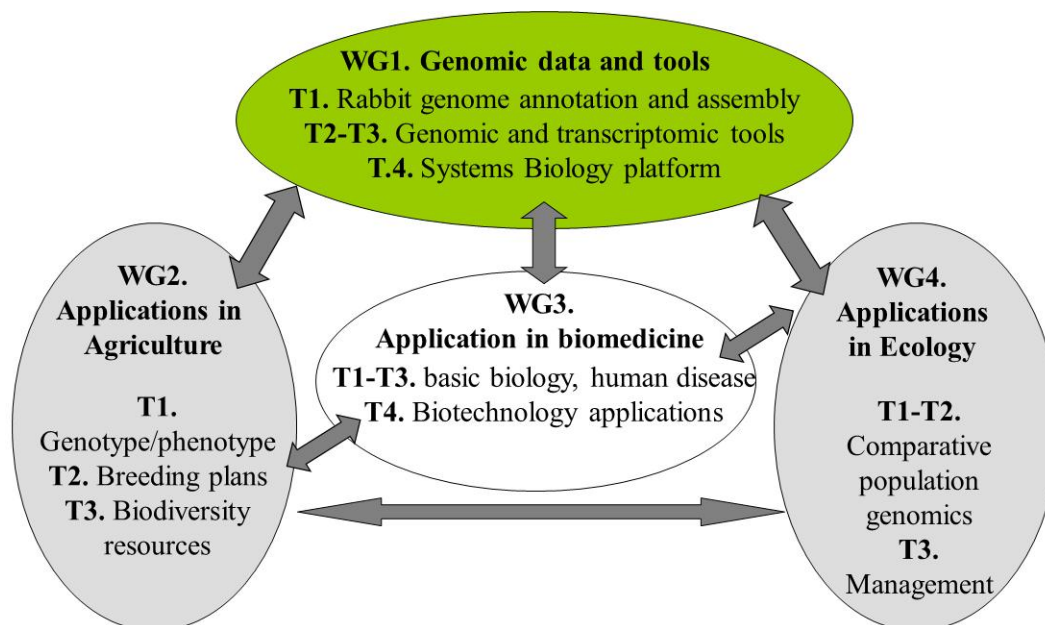 WG1. Genomic data and tools
T1. Rabbit genome annotation and assembly
T2-T3. Genomic and transcriptomic tools
T.4. Systems Biology platform
WG2.
Applications in
Agriculture
T1.
Genotype/phenotype
T2. Breeding plans
T3. Biodiversity
resources
WG3.
Application in biomedicine
T1-T3. basic biology, human disease
T4. Biotechnology applications
WG4.
Applications
in Ecology
T1-T2.
Comparative
population
genomics
T3.
Management